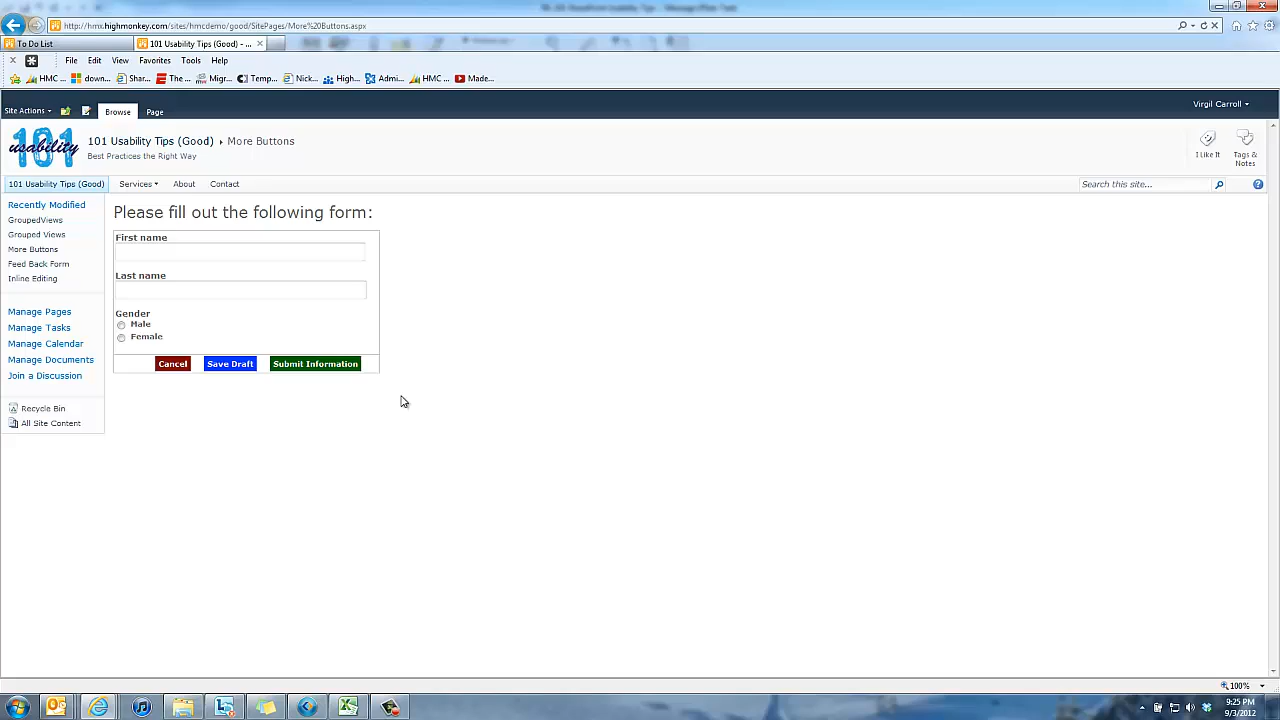 http://hmx.highmonkey.com/sites/hmcdemo/good/SitePages/More%20Buttons.aspx
To Do List
101 Usability Tips (Good) - ...
File Edit View Favorites Tools Help
HMC ... down... Shar... The ... Migr... Temp... Nick... High... Admi... HMC ... Made...
Site Actions Browse Page Virgil Carroll
101 usability
101 Usability Tips (Good) More Buttons
Best Practices the Right Way
I Like It
Tags & Notes
101 Usability Tips (Good) Services About Contact Search this site...
Recently Modified
GroupedViews
Grouped Views
More Buttons
Feed Back Form
Inline Editing
Manage Pages
Manage Tasks
Manage Calendar
Manage Documents
Join a Discussion
Recycle Bin
All Site Content
Please fill out the following form:
First name
Last name
Gender
Male
Female
Cancel Save Draft Submit Information
100%
9:25 PM
9/3/2012